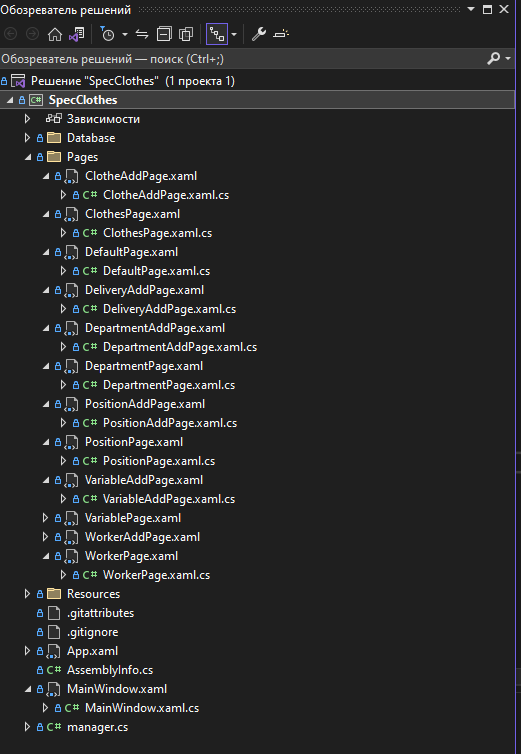 Обозреватель решений
Обозреватель решений — поиск (Ctrl+;)
Решение "SpecClothes" (1 проекта 1)
C# SpecClothes
Зависимости
Database
Pages
ClotheAddPage.xaml
C# ClotheAddPage.xaml.cs
ClothesPage.xaml
C# ClothesPage.xaml.cs
DefaultPage.xaml
C# DefaultPage.xaml.cs
DeliveryAddPage.xaml
C# DeliveryAddPage.xaml.cs
DepartmentAddPage.xaml
C# DepartmentAddPage.xaml.cs
DepartmentPage.xaml
C# DepartmentPage.xaml.cs
PositionAddPage.xaml
C# PositionAddPage.xaml.cs
PositionPage.xaml
C# PositionPage.xaml.cs
VariableAddPage.xaml
C# VariableAddPage.xaml.cs
VariablePage.xaml
WorkerAddPage.xaml
WorkerPage.xaml
C# WorkerPage.xaml.cs
Resources
.gitattributes
.gitignore
App.xaml
C# AssemblyInfo.cs
MainWindow.xaml
C# MainWindow.xaml.cs
C# manager.cs